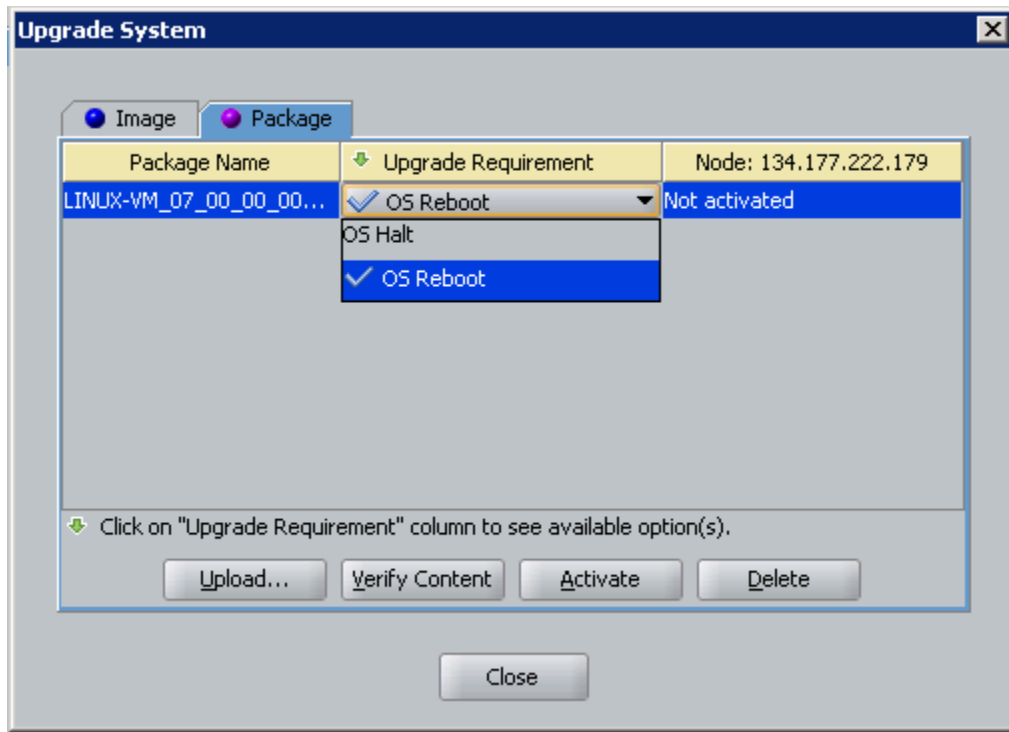 Upgrade System
Image Package
Package Name Upgrade Requirement Node: 134.177.222.179
LINUX-VM_07_00_00_00... OS Reboot Not activated
OS Halt
OS Reboot
Click on "Upgrade Requirement" column to see available option(s).
Upload... Verify Content Activate Delete
Close